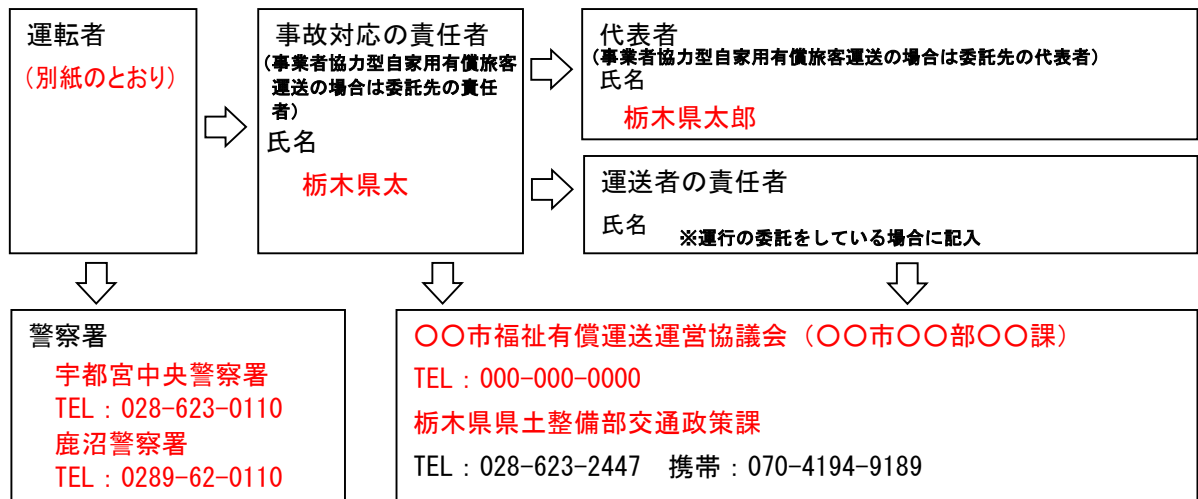 運転者
(別紙のとおり)
事故対応の責任者
(事業者協力型自家用有償旅客
運送の場合は委託先の責任
者)
氏名
栃木県太
代表者
(事業者協力型自家用有償旅客運送の場合は委託先の代表者)
氏名
栃木県太郎
運送者の責任者
氏名 ※運行の委託をしている場合に記入
警察署
宇都宮中央警察署
TEL:028-623-0110
鹿沼警察署
TEL:0289-62-0110
〇〇市福祉有償運送運営協議会(〇〇市〇〇部〇〇課)
TEL:000-000-0000
栃木県県土整備部交通政策課
TEL:028-623-2447 携帯:070-4194-9189